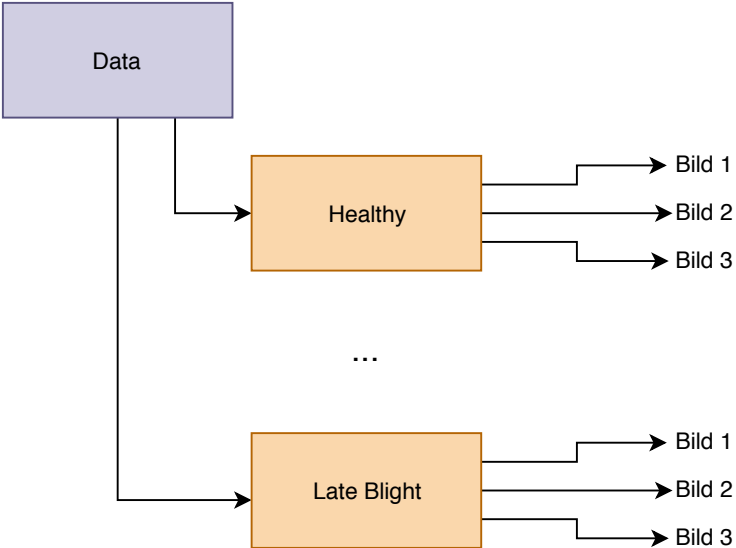 Data
Healthy
Bild 1
Bild 2
Bild 3
...
Late Blight
Bild 1
Bild 2
Bild 3